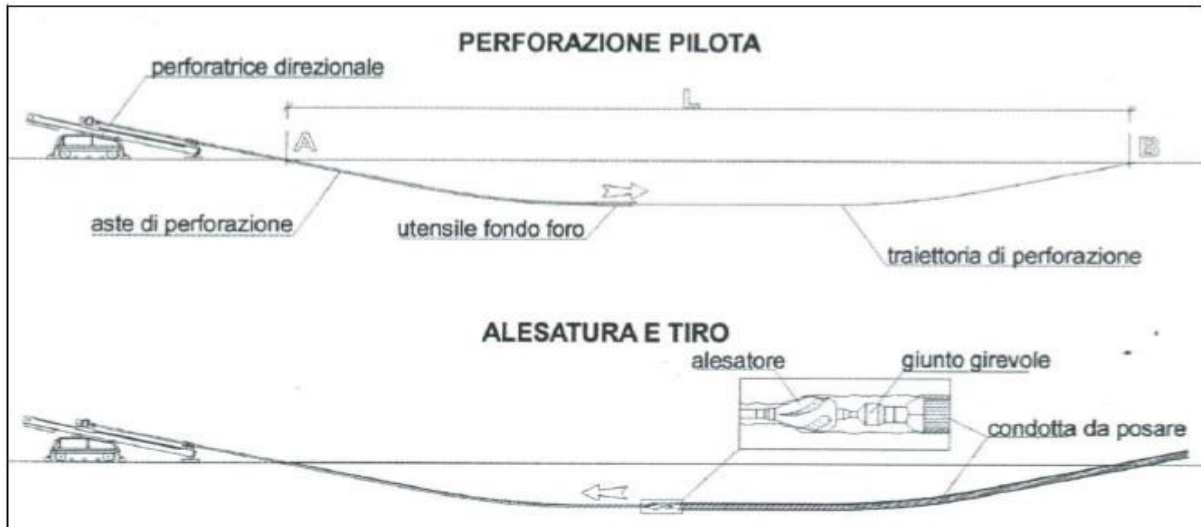 PERFORAZIONE PILOTA
perforatrice direzionale
L
A
B
aste di perforazione
utensile fondo foro
traiettoria di perforazione
ALESATURA E TIRO
alesatore
giunto girevole
condotta da posare